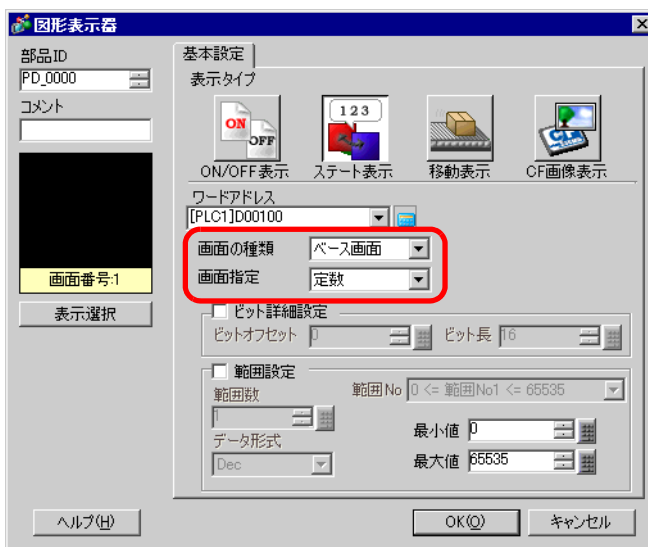 図形表示器
部品ID
PD_0000
コメント
画面番号:1
表示選択
基本設定
表示タイプ
ON
OFF
123
ON/OFF表示 ステート表示 移動表示 CF画像表示
ワードアドレス
[PLC1]D00100
画面の種類 ベース画面
画面指定 定数
ビット詳細設定
ビットオフセット 0 ビット長 16
範囲設定
範囲数 範囲No 0 <= 範囲No1 <= 65535
1
データ形式 最小値 0
Dec 最大値 65535
ヘルプ(H) OK(O) キャンセル